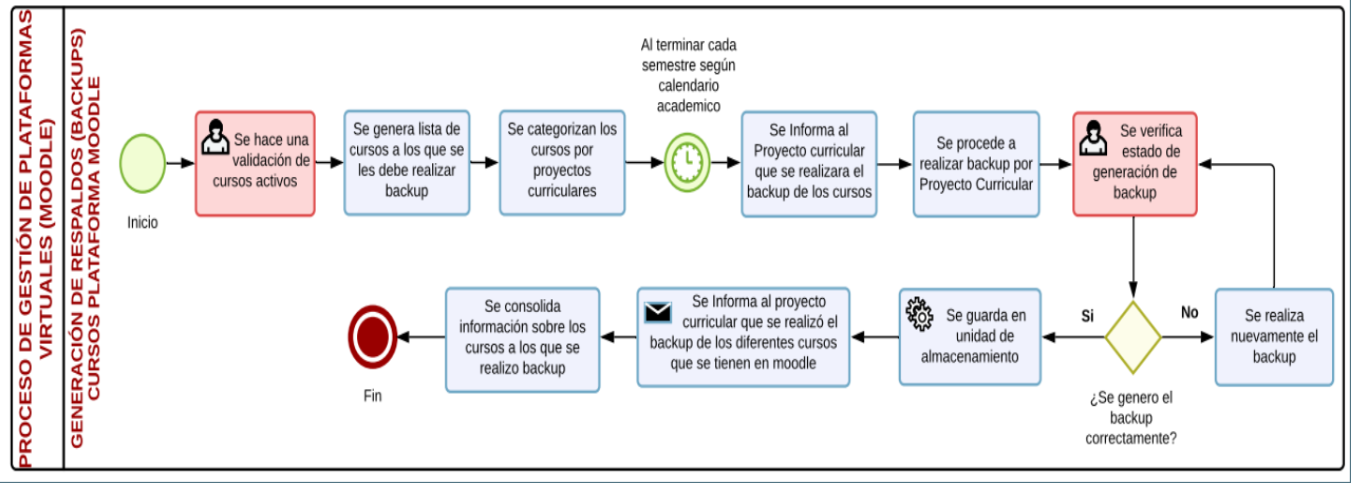 PROCESO DE GESTIÓN DE PLATAFORMAS
VIRTUALES (MOODLE)
GENERACIÓN DE RESPALDOS (BACKUPS)
CURSOS PLATAFORMA MOODLE
Inicio
Se hace una
validación de
cursos activos
Se genera lista de
cursos a los que se
les debe realizar
backup
Se categorizan los
cursos por
proyectos
curriculares
Al terminar cada
semestre según
calendario
academico
Se Informa al
Proyecto curricular
que se realizara el
backup de los cursos
Se procede a
realizar backup por
Proyecto Curricular
Se verifica
estado de
generación de
backup
¿Se genero el
backup
correctamente?
No
Se realiza
nuevamente el
backup
Si
Se guarda en
unidad de
almacenamiento
Se Informa al proyecto
curricular que se realizó el
backup de los diferentes cursos
que se tienen en moodle
Se consolida
información sobre los
cursos a los que se
realizo backup
Fin